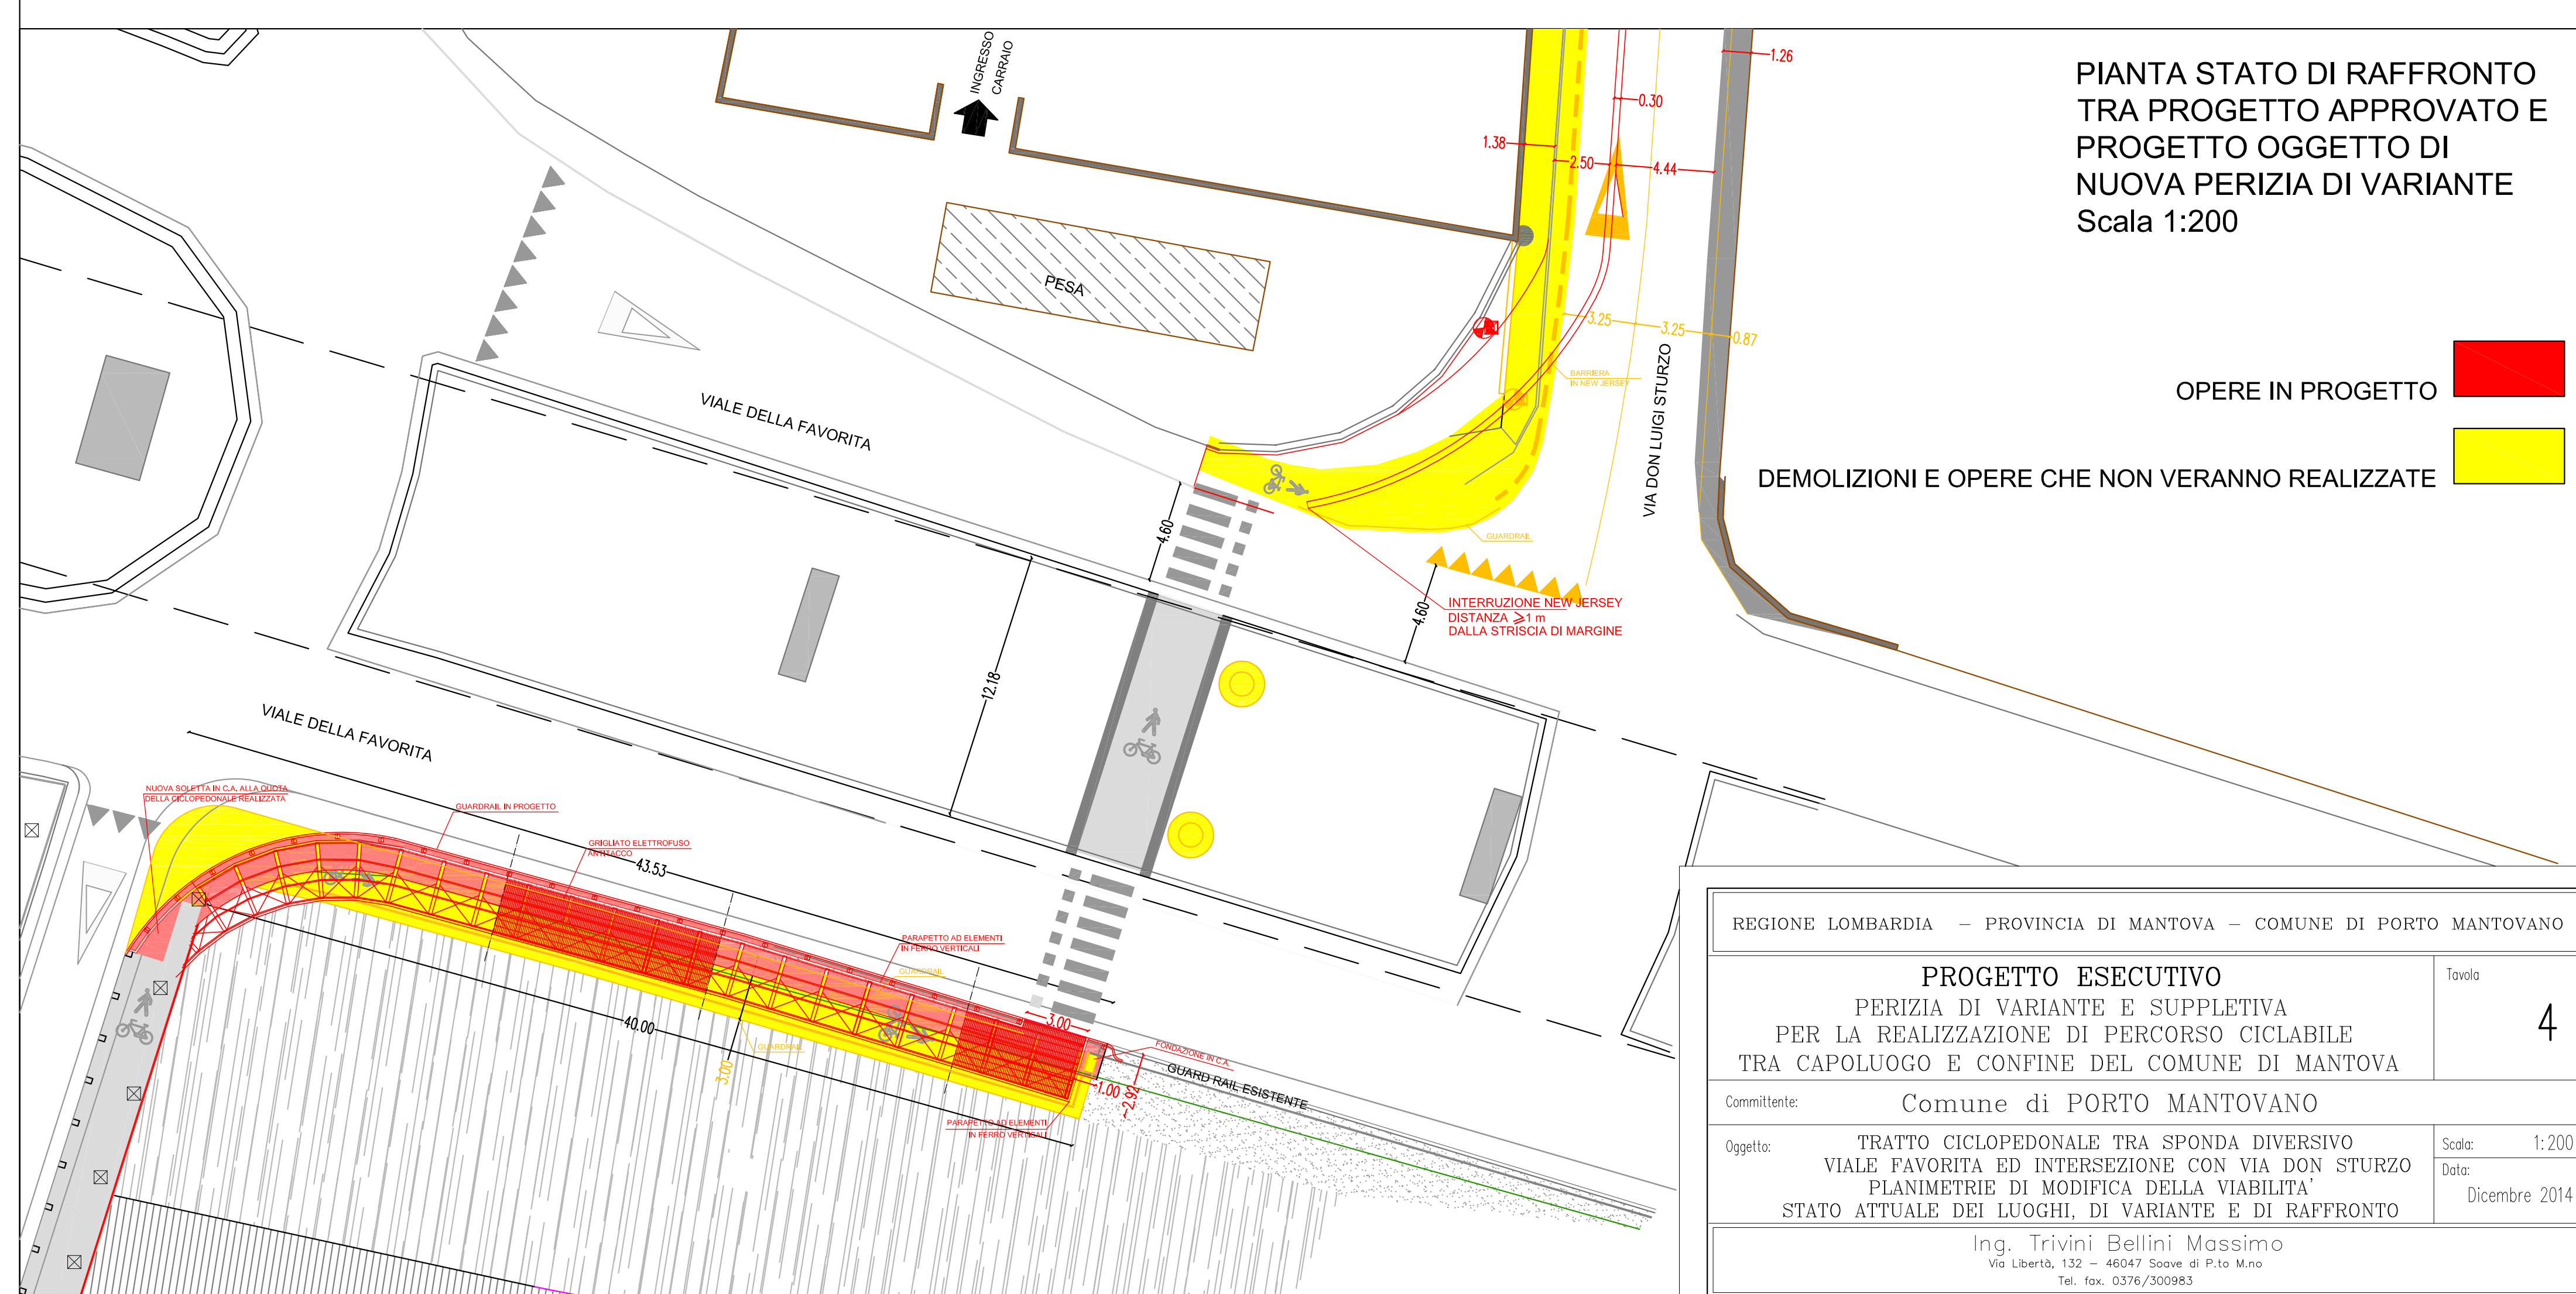 PIANTA STATO DI RAFFRONTO
TRA PROGETTO APPROVATO E
PROGETTO OGGETTO DI
NUOVA PERIZIA DI VARIANTE
Scala 1:200
OPERE IN PROGETTO
DEMOLIZIONI E OPERE CHE NON VERANNO REALIZZATE
INGRESSO
CARRAIO
PESA
1.26
0.30
1.38
2.50
4.44
3.25
3.25
0.87
BARRIERA
IN NEW JERSEY
VIA DON LUIGI STURZO
VIALE DELLA FAVORITA
GUARDRAIL
4.60
4.60
INTERRUZIONE NEW JERSEY
DISTANZA ⩾1 m
DALLA STRISCIA DI MARGINE
12.18
VIALE DELLA FAVORITA
NUOVA SOLETTA IN C.A. ALLA QUOTA
DELLA CICLOPEDONALE REALIZZATA
GUARDRAIL IN PROGETTO
GRIGLIATO ELETTROFUSO
ANTITACCO
43.53
PARAPETTO AD ELEMENTI
IN FERRO VERTICALI
GUARDRAIL
40.00
3.00
GUARDRAIL
3.00
FONDAZIONE IN C.A.
GUARD RAIL ESISTENTE
1.00
2.92
PARAPETTO AD ELEMENTI
IN FERRO VERTICALI
REGIONE LOMBARDIA – PROVINCIA DI MANTOVA – COMUNE DI PORTO MANTOVANO
PROGETTO ESECUTIVO
PERIZIA DI VARIANTE E SUPPLETIVA
PER LA REALIZZAZIONE DI PERCORSO CICLABILE
TRA CAPOLUOGO E CONFINE DEL COMUNE DI MANTOVA
Tavola
4
Committente: Comune di PORTO MANTOVANO
Oggetto: TRATTO CICLOPEDONALE TRA SPONDA DIVERSIVO
VIALE FAVORITA ED INTERSEZIONE CON VIA DON STURZO
PLANIMETRIE DI MODIFICA DELLA VIABILITA'
STATO ATTUALE DEI LUOGHI, DI VARIANTE E DI RAFFRONTO
Scala: 1:200
Data:
Dicembre 2014
Ing. Trivini Bellini Massimo
Via Libertà, 132 – 46047 Soave di P.to M.no
Tel. fax. 0376/300983